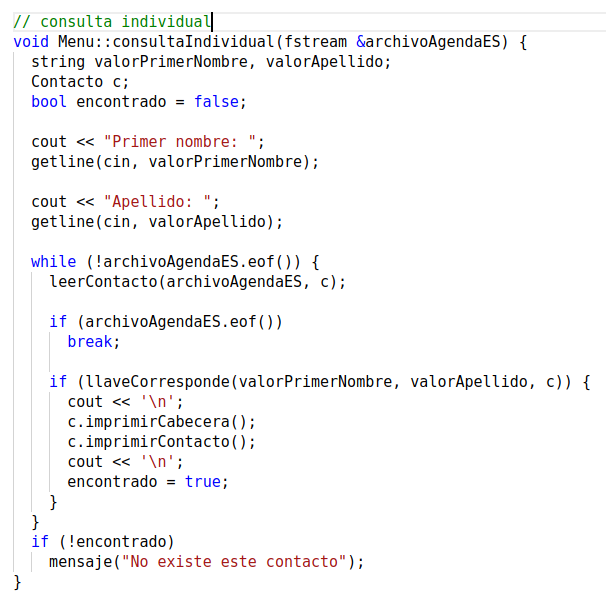 // consulta individual
void Menu::consultaIndividual(fstream &archivoAgendaES) {
  string valorPrimerNombre, valorApellido;
  Contacto c;
  bool encontrado = false;

  cout << "Primer nombre: ";
  getline(cin, valorPrimerNombre);

  cout << "Apellido: ";
  getline(cin, valorApellido);

  while (!archivoAgendaES.eof()) {
    leerContacto(archivoAgendaES, c);

    if (archivoAgendaES.eof())
      break;

    if (llaveCorresponde(valorPrimerNombre, valorApellido, c)) {
      cout << '\n';
      c.imprimirCabecera();
      c.imprimirContacto();
      cout << '\n';
      encontrado = true;
    }
  }
  if (!encontrado)
    mensaje("No existe este contacto");
}